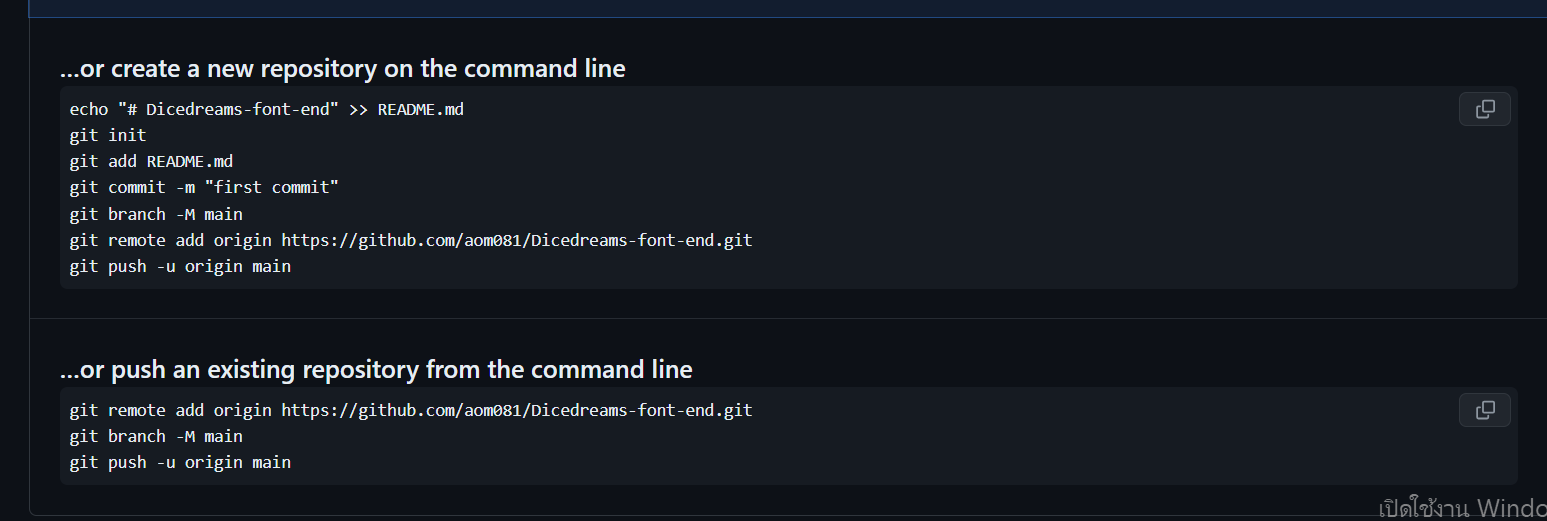 ...or create a new repository on the command line
echo "# Dicedreams-font-end" >> README.md
git init
git add README.md
git commit -m "first commit"
git branch -M main
git remote add origin https://github.com/aom081/Dicedreams-font-end.git
git push -u origin main
...or push an existing repository from the command line
git remote add origin https://github.com/aom081/Dicedreams-font-end.git
git branch -M main
git push -u origin main
เปิดใช้งาน Windo